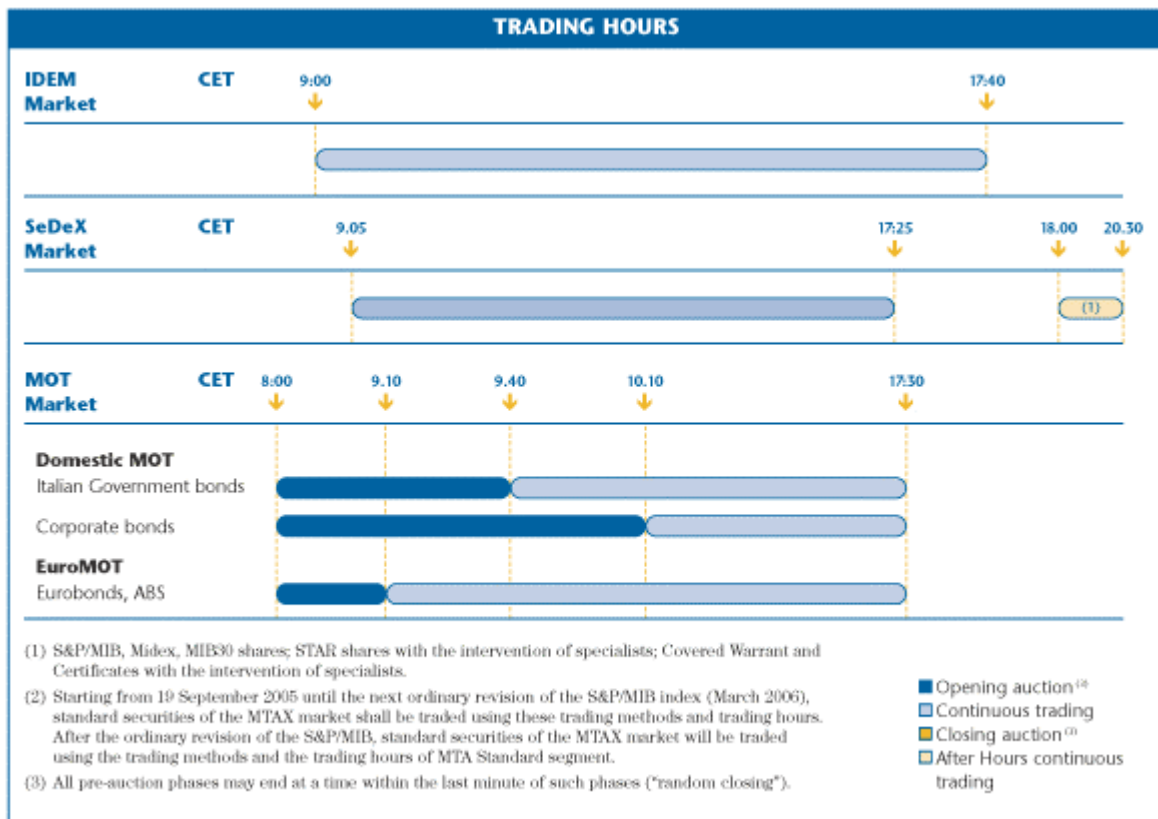 TRADING HOURS
IDEM Market CET 9:00 17:40
SeDeX Market CET 9.05 17:25 18.00 20.30
(1)
MOT Market CET 8:00 9.10 9.40 10.10 17:30
Domestic MOT
Italian Government bonds
Corporate bonds
EuroMOT
Eurobonds, ABS
(1) S&P/MIB, Midex, MIB30 shares; STAR shares with the intervention of specialists; Covered Warrant and
Certificates with the intervention of specialists.
(2) Starting from 19 September 2005 until the next ordinary revision of the S&P/MIB index (March 2006),
standard securities of the MTAX market shall be traded using these trading methods and trading hours.
After the ordinary revision of the S&P/MIB, standard securities of the MTAX market will be traded
using the trading methods and the trading hours of MTA Standard segment.
(3) All pre-auction phases may end at a time within the last minute of such phases ("random closing").
Opening auction
Continuous trading
Closing auction
After Hours continuous
trading